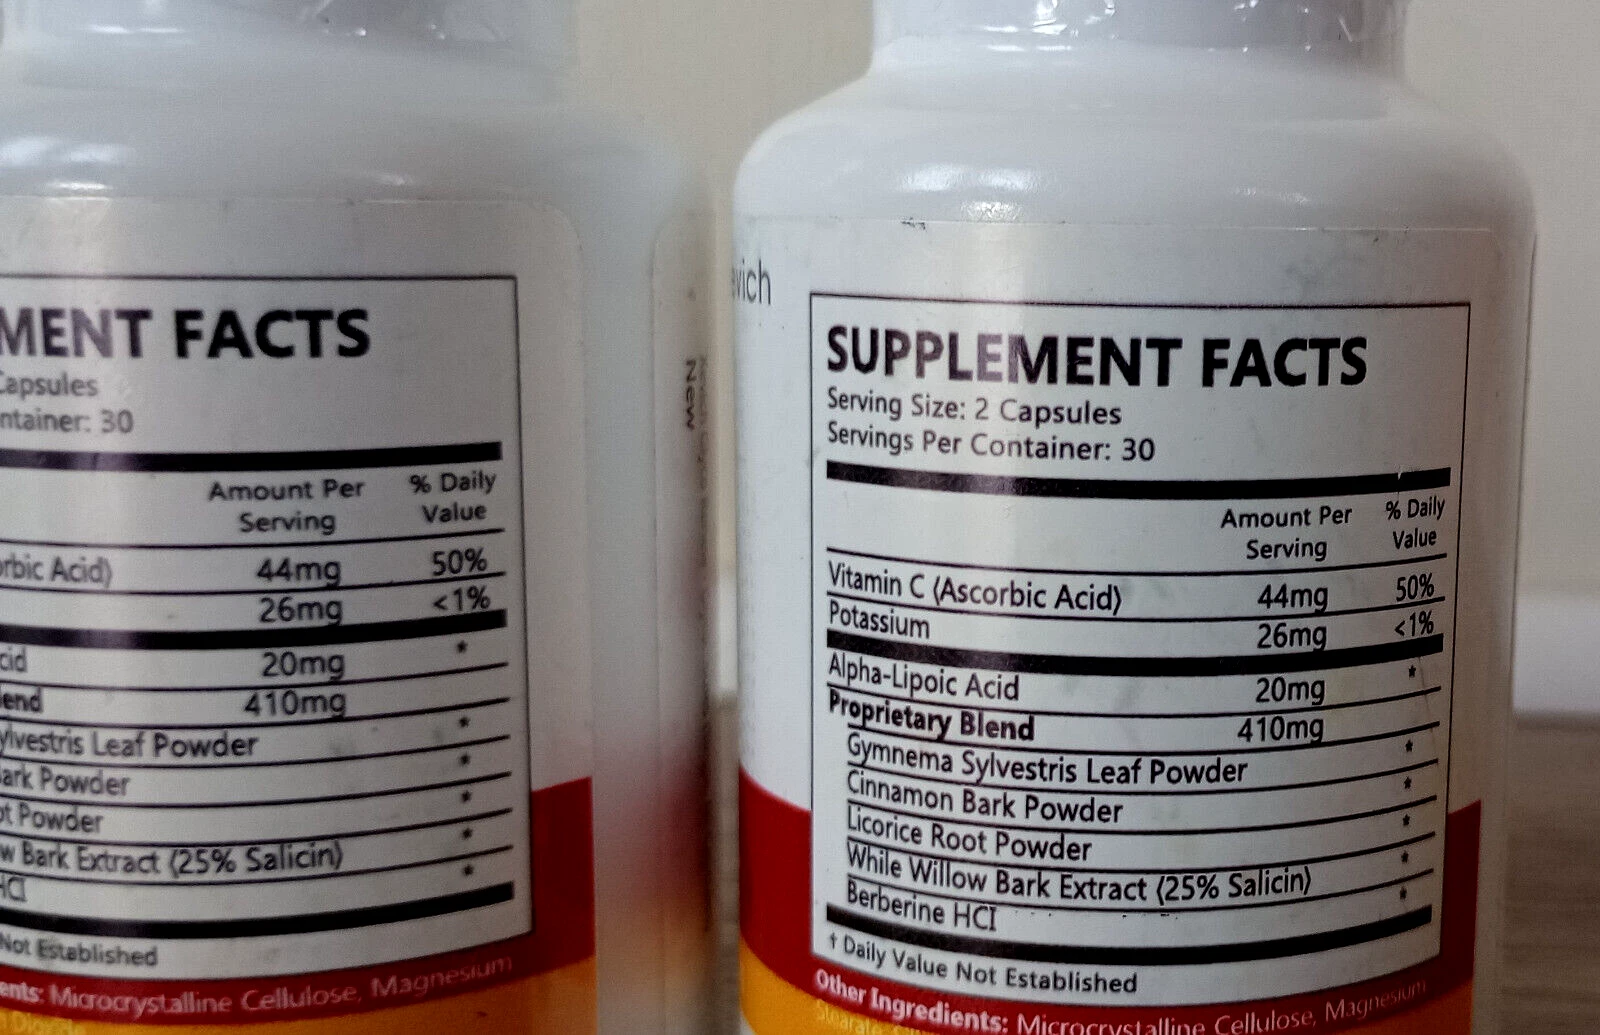 MENT FACTS
Capsules
ntainer: 30
Amount Per
Serving
% Daily
Value
rbic Acid) 44mg 50%
26mg <1%
cid 20mg *
end 410mg
ylvestris Leaf Powder *
ark Powder *
ot Powder *
w Bark Extract (25% Salicin) *
HCI *
Not Established
ents: Microcrystalline Cellulose, Magnesium
New
vich
SUPPLEMENT FACTS
Serving Size: 2 Capsules
Servings Per Container: 30
Amount Per
Serving
% Daily
Value
Vitamin C (Ascorbic Acid) 44mg 50%
Potassium 26mg <1%
Alpha-Lipoic Acid 20mg *
Proprietary Blend 410mg
Gymnema Sylvestris Leaf Powder *
Cinnamon Bark Powder *
Licorice Root Powder *
While Willow Bark Extract (25% Salicin) *
Berberine HCI *
† Daily Value Not Established
Other Ingredients: Microcrystalline Cellulose, Magnesium